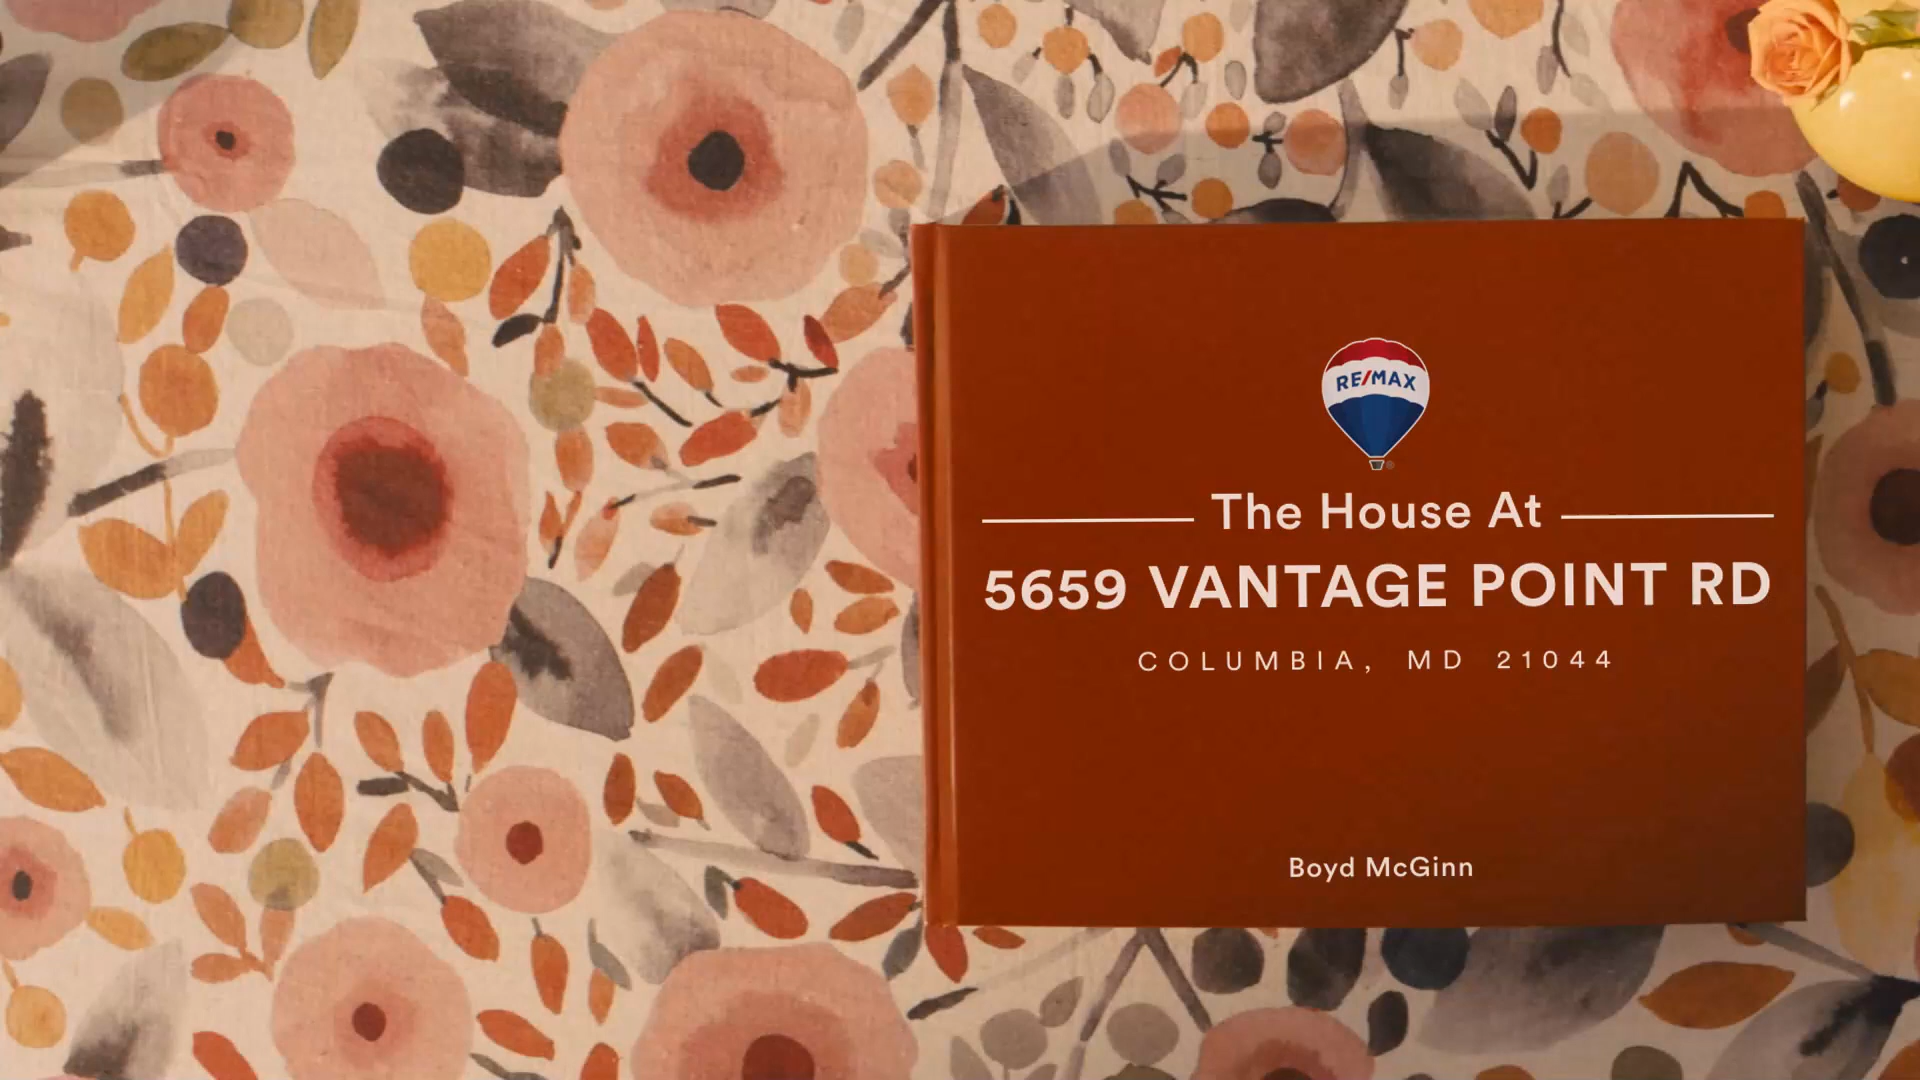 RE/MAX
The House At
5659 VANTAGE POINT RD
COLUMBIA, MD 21044
Boyd McGinn